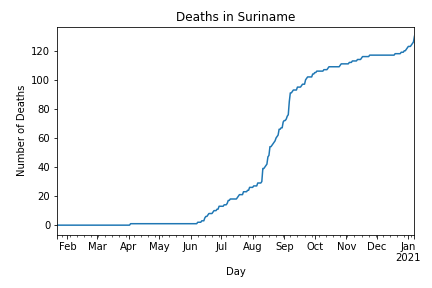 Deaths in Suriname
Number of Deaths
120
100
80
60
40
20
0
Feb Mar Apr May Jun Jul Aug Sep Oct Nov Dec Jan
2021
Day